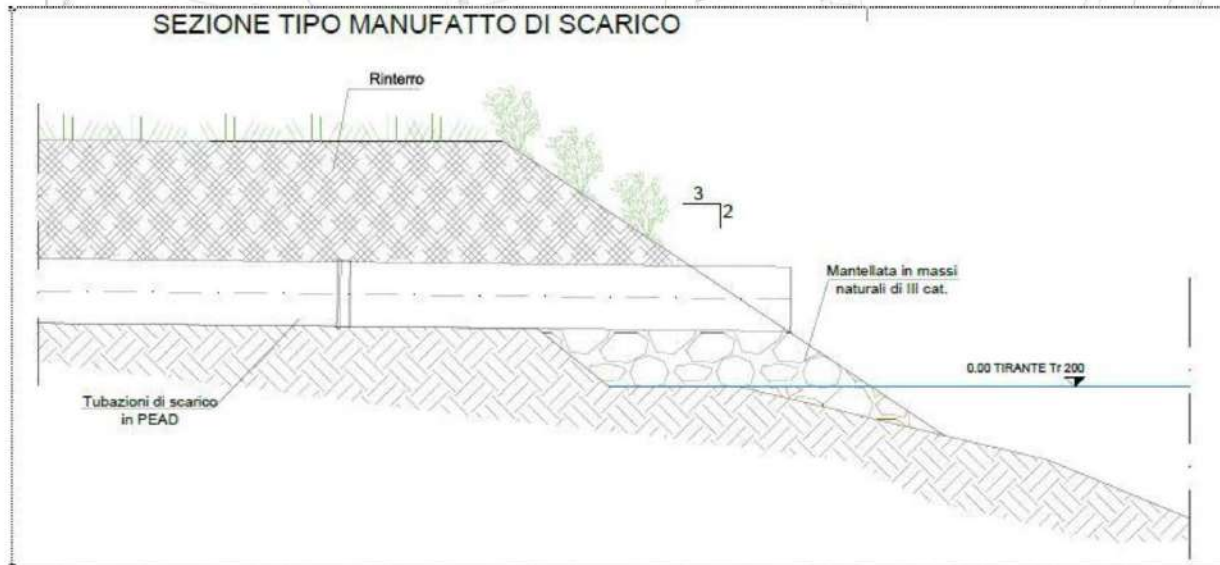 SEZIONE TIPO MANUFATTO DI SCARICO
Rinterro
3
2
Mantellata in massi
naturali di III cat.
0.00 TIRANTE Tr 200
Tubazioni di scarico
in PEAD